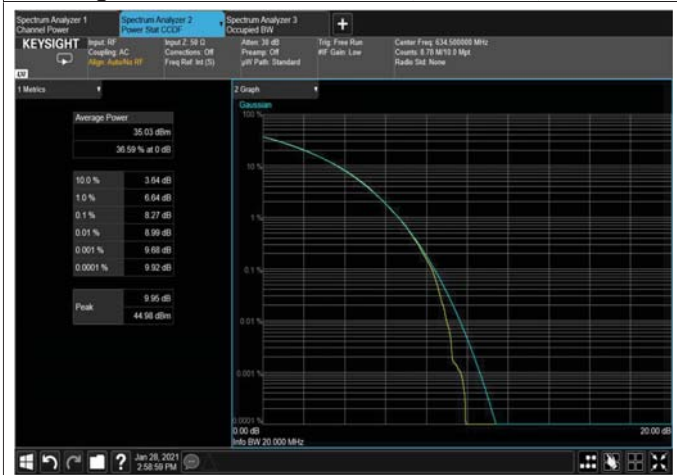 Spectrum Analyzer 1
Channel Power
Spectrum Analyzer 2
Power Stat CCDF
Spectrum Analyzer 3
Occupied BW
+
KEYSIGHT
Input: RF
Coupling: AC
Align: Auto/No RF
Input Z: 50 Ω
Corrections: Off
Freq Ref: Int (S)
Atten: 38 dB
Preamp: Off
µW Path: Standard
Trig: Free Run
#IF Gain: Low
Center Freq: 634.500000 MHz
Counts: 8.78 M/10.0 Mpt
Radio Std: None
LV
1 Metrics
Average Power
35.03 dBm
36.59 % at 0 dB
10.0 % 3.64 dB
1.0 % 6.64 dB
0.1 % 8.27 dB
0.01 % 8.99 dB
0.001 % 9.68 dB
0.0001 % 9.92 dB
Peak
9.95 dB
44.98 dBm
2 Graph
Gaussian
100 %
10 %
1 %
0.1 %
0.01 %
0.001 %
0.0001 %
0.00 dB
20.00 dB
Info BW 20.000 MHz
?
Jan 28, 2021
2:58:59 PM